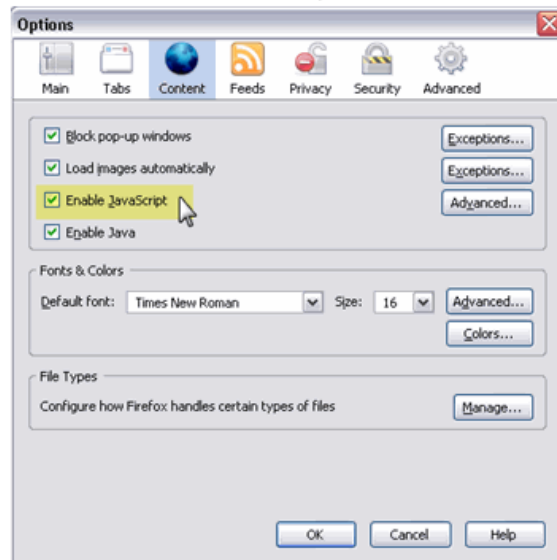 Options
Main Tabs Content Feeds Privacy Security Advanced
Block pop-up windows Exceptions...
Load images automatically Exceptions...
Enable JavaScript Advanced...
Enable Java
Fonts & Colors
Default font: Times New Roman Size: 16 Advanced...
Colors...
File Types
Configure how Firefox handles certain types of files Manage...
OK Cancel Help